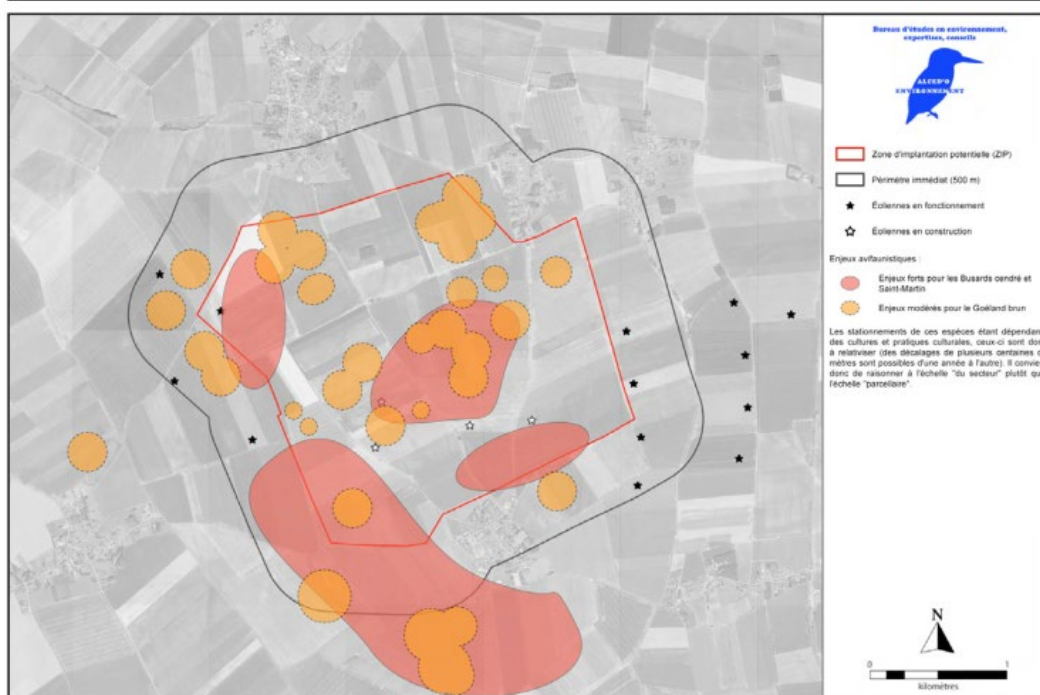 Bureau d'études en environnement,
expertises, conseils
ALCED'O
ENVIRONNEMENT
Zone d'implantation potentielle (ZIP)
Périmètre immédiat (500 m)
Éoliennes en fonctionnement
Éoliennes en construction
Enjeux avifaunistiques :
Enjeux forts pour les Busards cendré et
Saint-Martin
Enjeux modérés pour le Goéland brun
Les stationnements de ces espèces étant dépendan
des cultures et pratiques culturales, ceux-ci sont don
à relativiser (des décalages de plusieurs centaines d
mètres sont possibles d'une année à l'autre). Il convie
donc de raisonner à l'échelle "du secteur" plutôt qu
l'échelle "parcellaire".
N
0 1
kilomètres